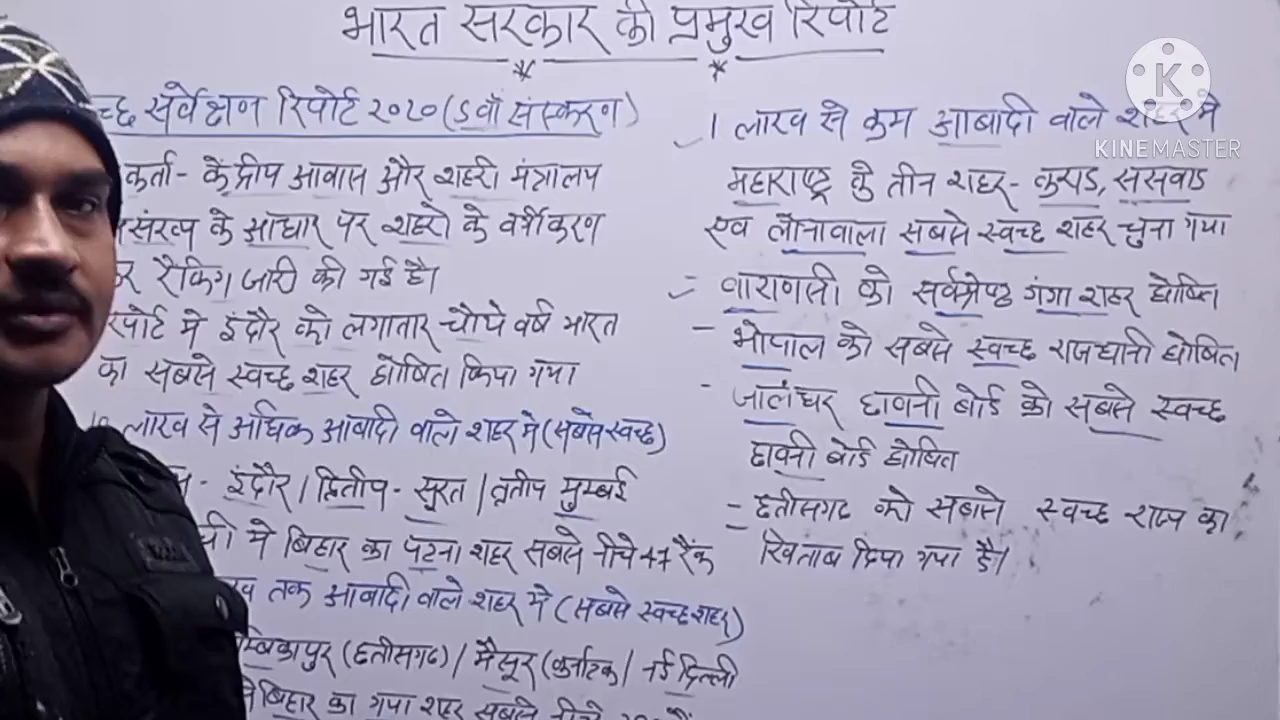 भारत सरकार की प्रमुख रिपोर्ट
सर्वेक्षण रिपोर्ट २०२० (5वाँ संस्करण)
कर्ता - केंद्रीय आवास और शहरी मंत्रालय
के आधार पर शहरो के वर्गीकरण
रैंकिंग जारी की गई है।
मे इंदौर को लगातार चौथे वर्ष भारत
का सबसे स्वच्छ शहर घोषित किया गया
लाख से अधिक आबादी वाले शहर मे (सबसे स्वच्छ)
- इंदौर / द्वितीय - सूरत / तृतीय मुम्बई
मे बिहार का पटना शहर सबसे नीचे 47 रैंक
तक आबादी वाले शहर मे (सबसे स्वच्छ शहर)
(छतीसगढ) / मैसूर (कर्नाटक / नई दिल्ली
बिहार का गया शहर सबसे नीचे
1 लाख से कम आबादी वाले शहर मे
महाराष्ट्र के तीन शहर - कराड, ससवाड
एव लोनावाला सबसे स्वच्छ शहर चुना गया
= वाराणसी को सर्वश्रेष्ठ गंगा शहर घोषित
- भोपाल को सबसे स्वच्छ राजधानी घोषित
- जालंधर छावनी बोर्ड को सबसे स्वच्छ
छावनी बोर्ड घोषित
= छतीसगढ को सबसे स्वच्छ राज्य का
खिताब दिया गया है।
K
KINEMASTER